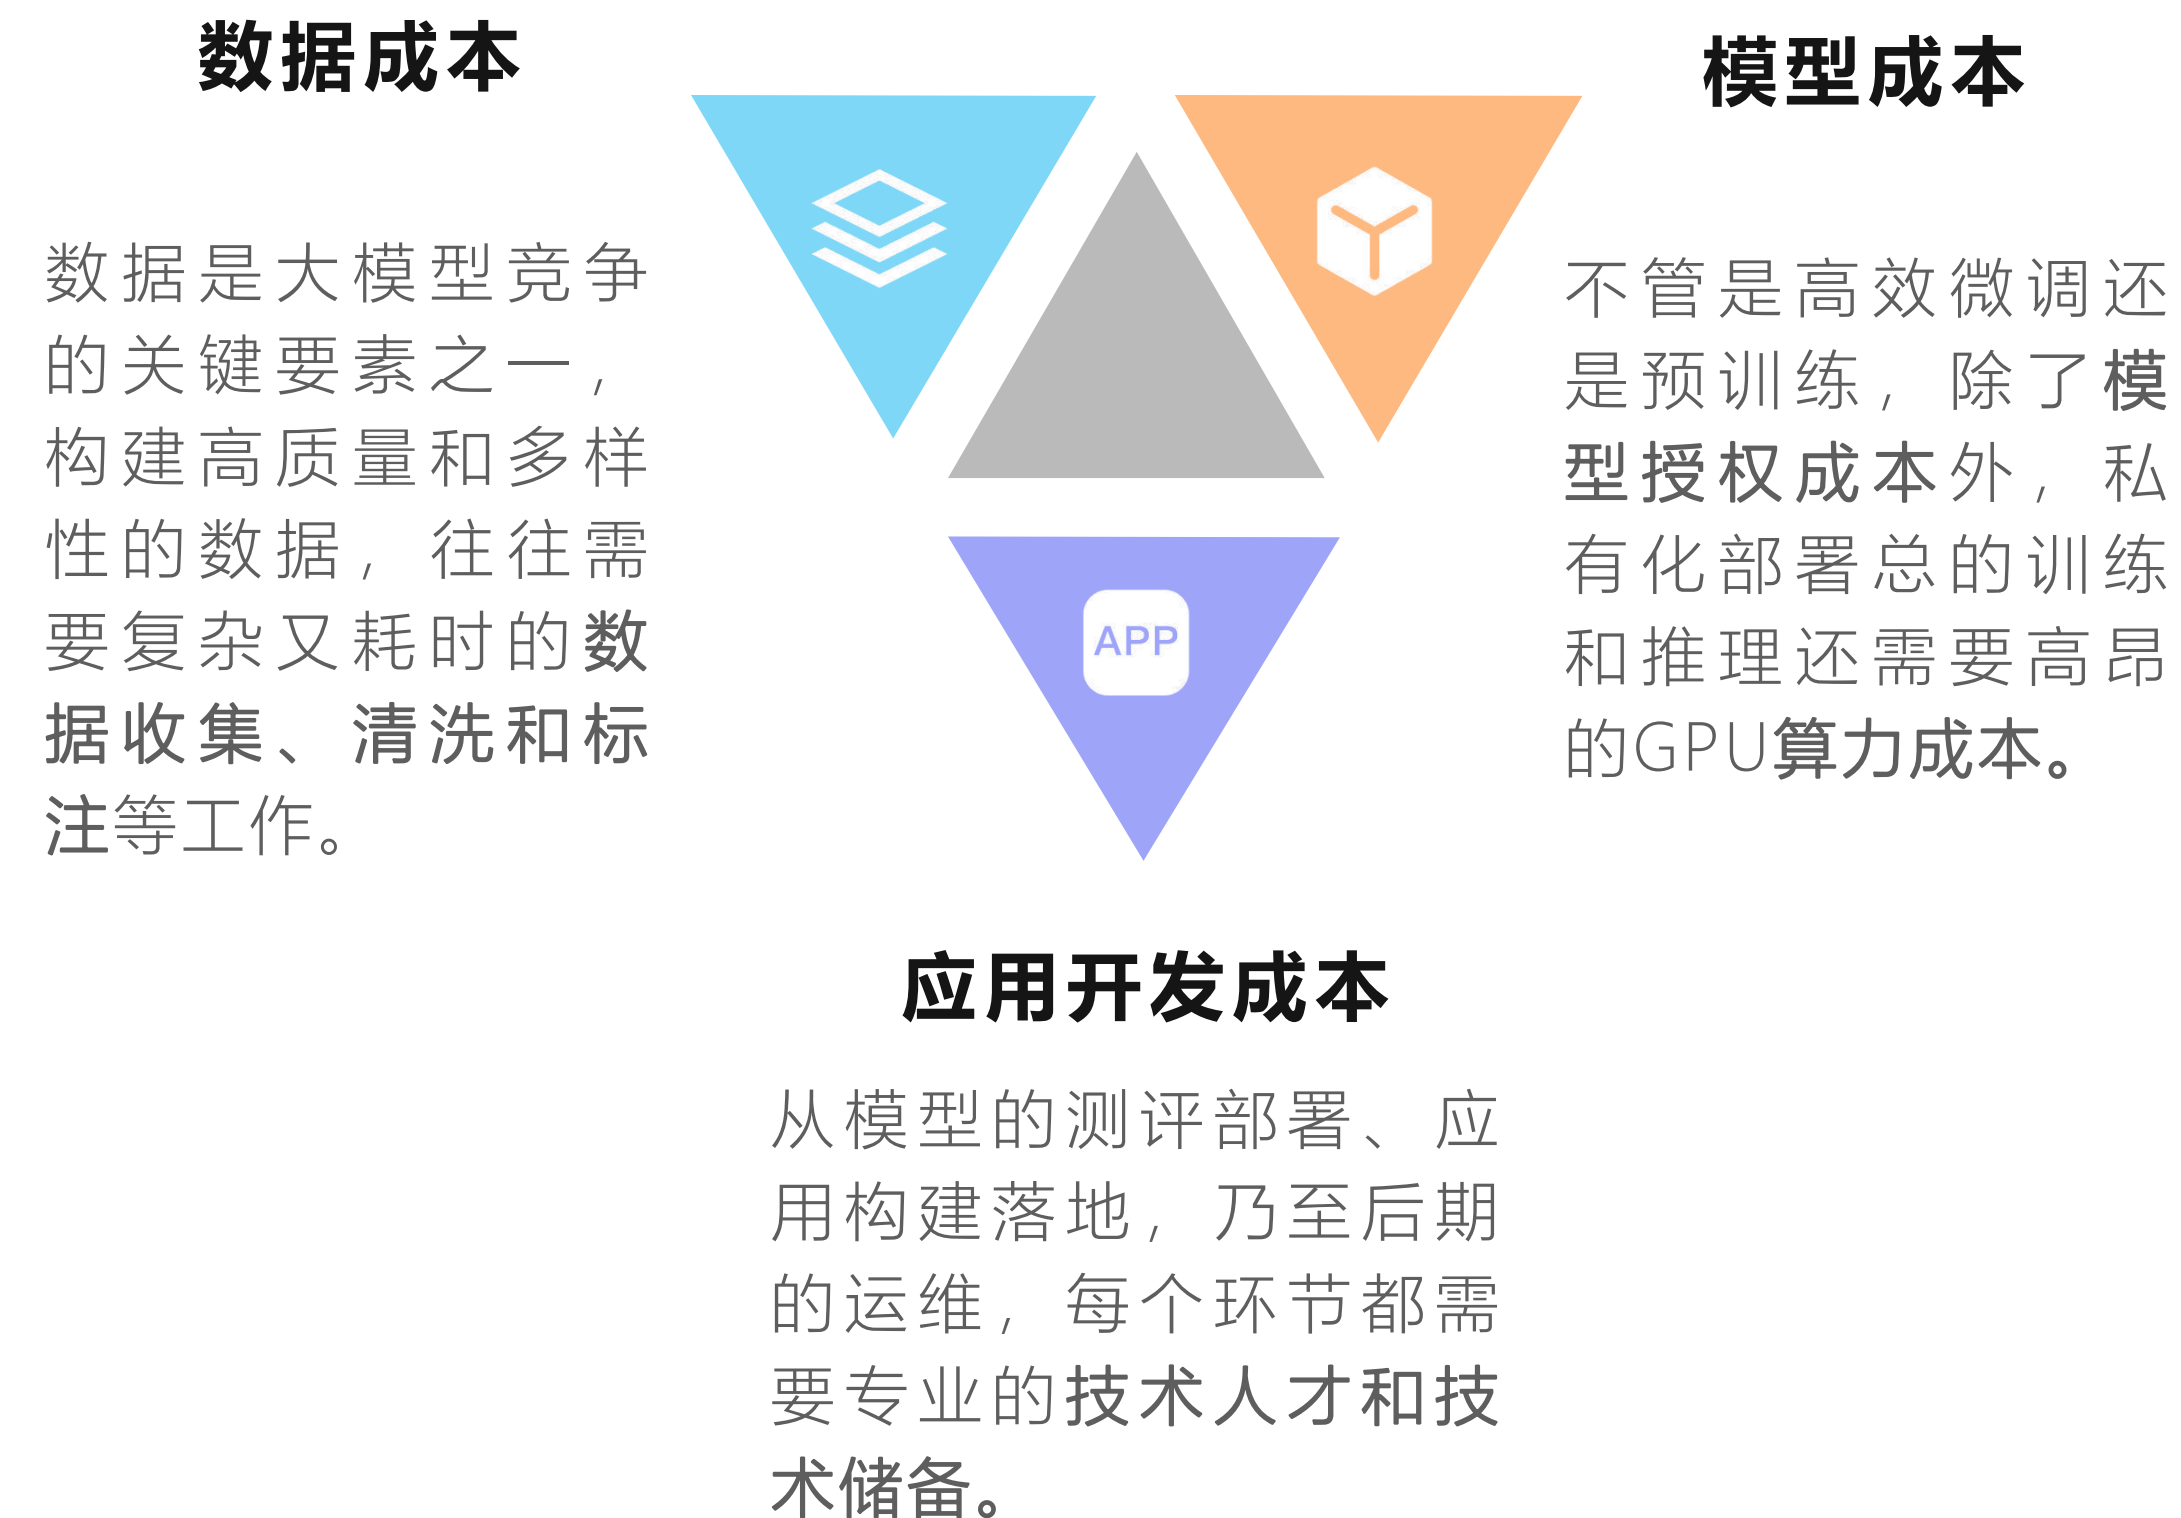 数据成本
数据是大模型竞争
的关键要素之一，
构建高质量和多样
性的数据，往往需
要复杂又耗时的数
据收集、清洗和标
注等工作。
模型成本
不管是高效微调还
是预训练，除了模
型授权成本外，私
有化部署总的训练
和推理还需要高昂
的GPU算力成本。
APP
应用开发成本
从模型的测评部署、应
用构建落地，乃至后期
的运维，每个环节都需
要专业的技术人才和技
术储备。